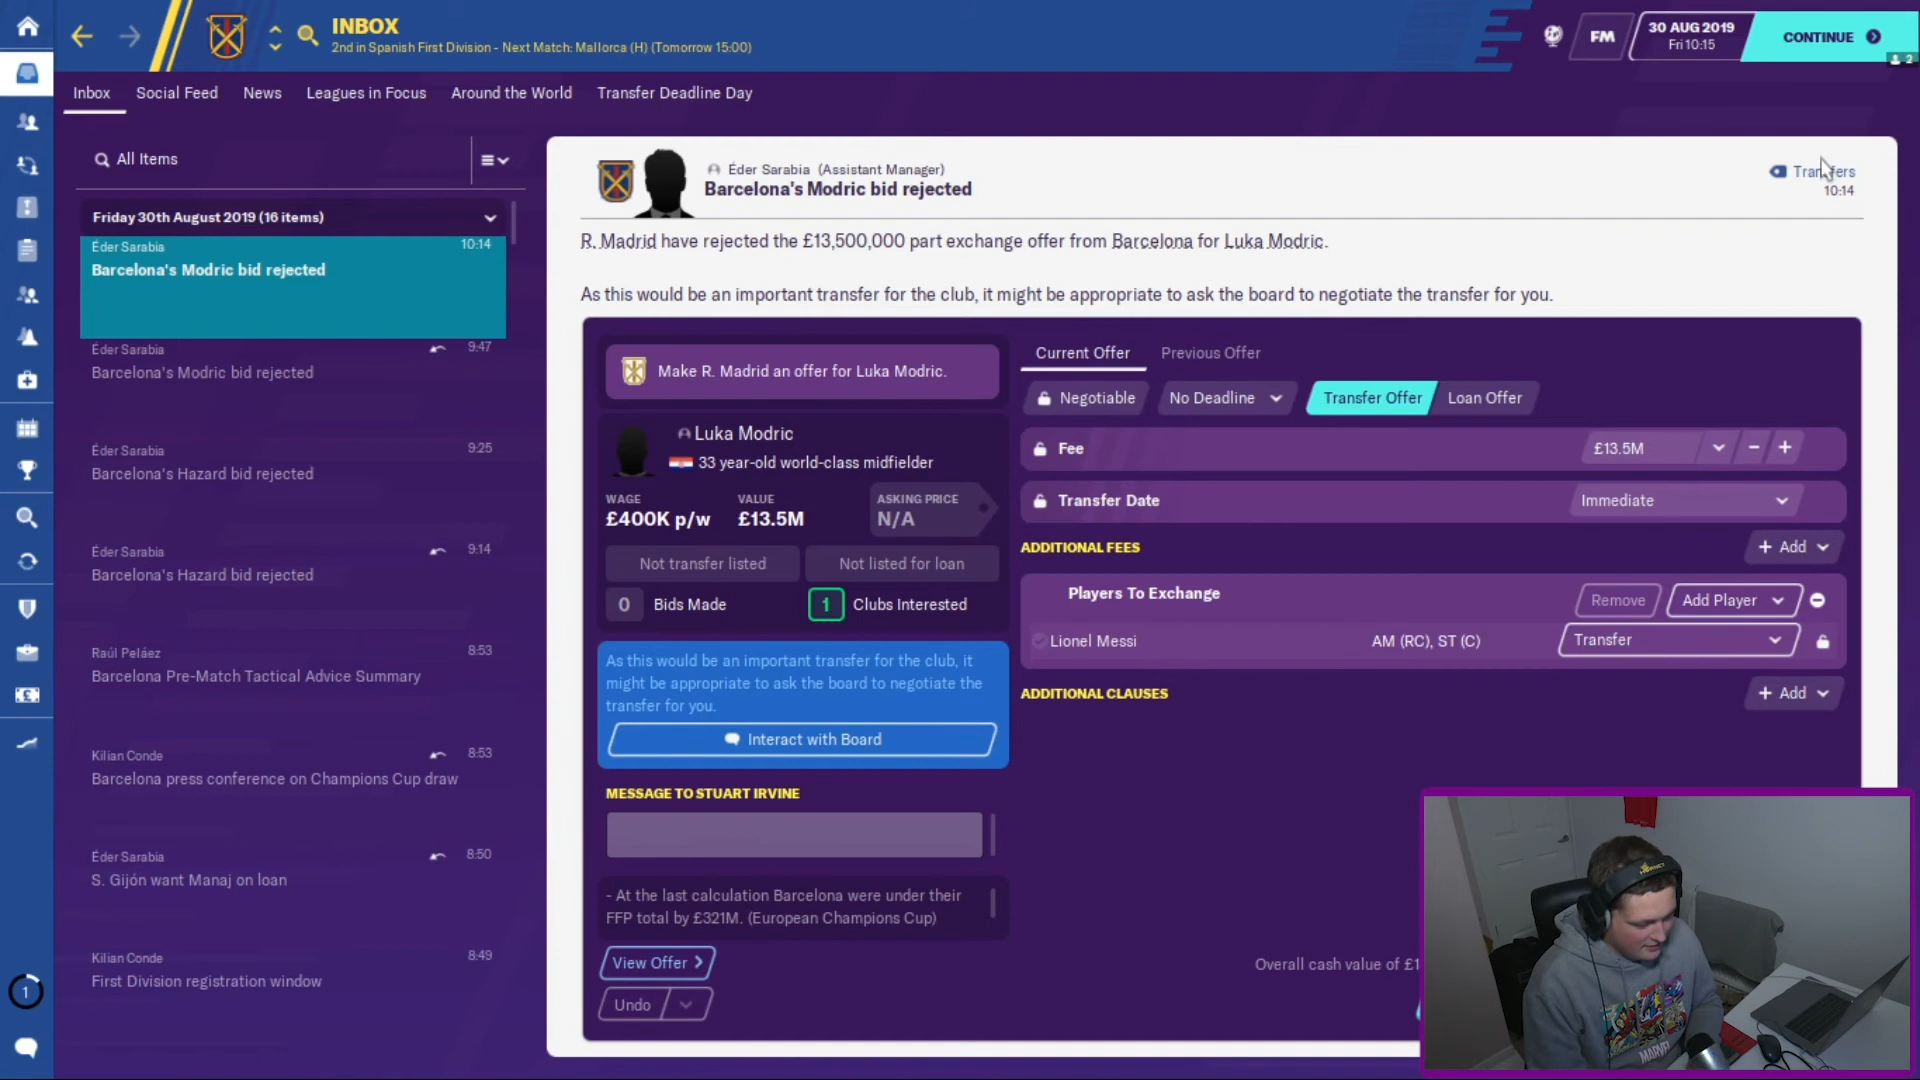 INBOX
2nd in Spanish First Division - Next Match: Mallorca (H) (Tomorrow 15:00)
FM
30 AUG 2019
Fri 10:15
CONTINUE
2
Inbox
Social Feed
News
Leagues in Focus
Around the World
Transfer Deadline Day
All Items
Friday 30th August 2019 (16 items)
Éder Sarabia 10:14
Barcelona's Modric bid rejected
Éder Sarabia 9:47
Barcelona's Modric bid rejected
Éder Sarabia 9:25
Barcelona's Hazard bid rejected
Éder Sarabia 9:14
Barcelona's Hazard bid rejected
Raúl Peláez 8:53
Barcelona Pre-Match Tactical Advice Summary
Kilian Conde 8:53
Barcelona press conference on Champions Cup draw
Éder Sarabia 8:50
S. Gijón want Manaj on loan
Kilian Conde 8:49
First Division registration window
1
Éder Sarabia (Assistant Manager)
Barcelona's Modric bid rejected
Transfers
10:14
R. Madrid have rejected the £13,500,000 part exchange offer from Barcelona for Luka Modric.
As this would be an important transfer for the club, it might be appropriate to ask the board to negotiate the transfer for you.
Make R. Madrid an offer for Luka Modric.
Luka Modric
33 year-old world-class midfielder
WAGE
£400K p/w
VALUE
£13.5M
ASKING PRICE
N/A
Not transfer listed
Not listed for loan
0 Bids Made
1 Clubs Interested
As this would be an important transfer for the club, it
might be appropriate to ask the board to negotiate the
transfer for you.
Interact with Board
MESSAGE TO STUART IRVINE
- At the last calculation Barcelona were under their
FFP total by £321M. (European Champions Cup)
View Offer
Undo
Current Offer
Previous Offer
Negotiable
No Deadline
Transfer Offer
Loan Offer
Fee £13.5M - +
Transfer Date Immediate
ADDITIONAL FEES + Add
Players To Exchange Remove Add Player
Lionel Messi AM (RC), ST (C) Transfer
ADDITIONAL CLAUSES + Add
Overall cash value of £1
MARVEL